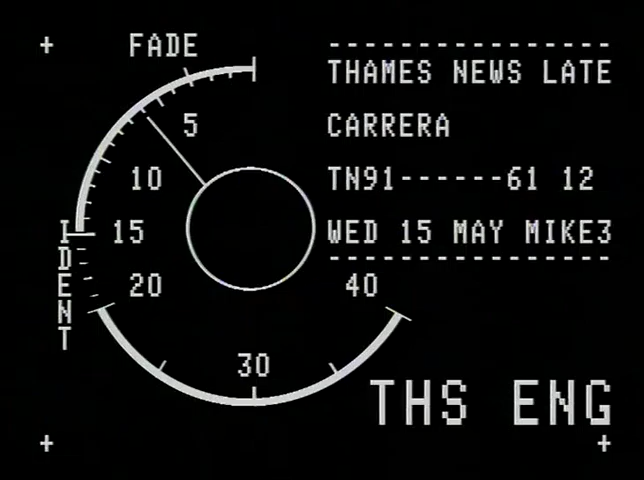 FADE
THAMES NEWS LATE
5
CARRERA
10
TN91------61 12
15
WED 15 MAY MIKE3
IDENT
20
40
30
THS ENG